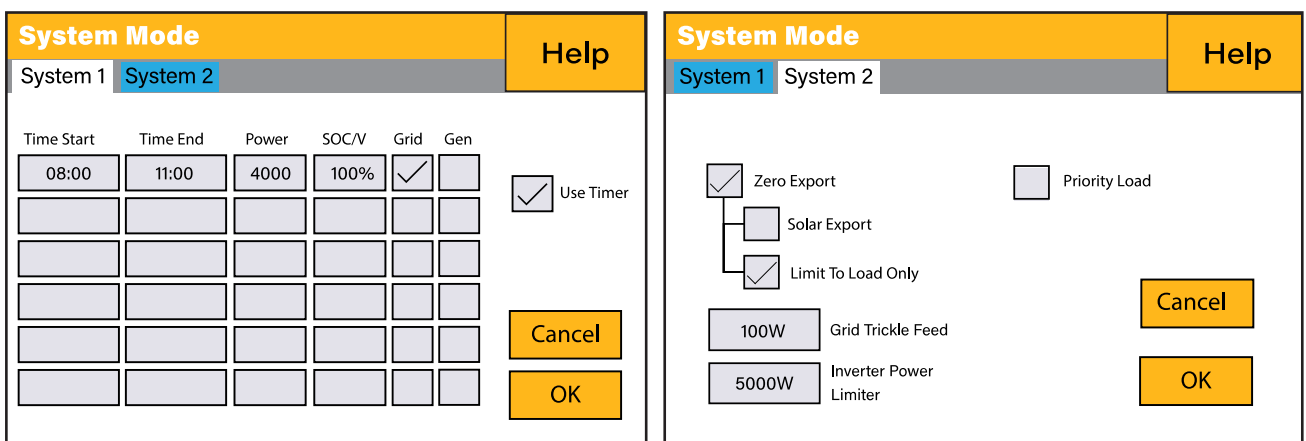 System Mode
Help
System 1
System 2
Time Start
Time End
Power
SOC/V
Grid
Gen
08:00
11:00
4000
100%
Use Timer
Cancel
OK
System Mode
Help
System 1
System 2
Zero Export
Priority Load
Solar Export
Limit To Load Only
Cancel
100W
Grid Trickle Feed
5000W
Inverter Power
Limiter
OK